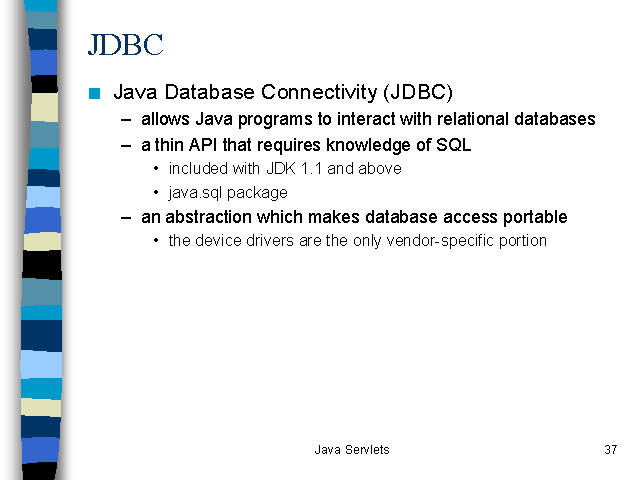 JDBC
■ Java Database Connectivity (JDBC)
– allows Java programs to interact with relational databases
– a thin API that requires knowledge of SQL
• included with JDK 1.1 and above
• java.sql package
– an abstraction which makes database access portable
• the device drivers are the only vendor-specific portion
Java Servlets
37